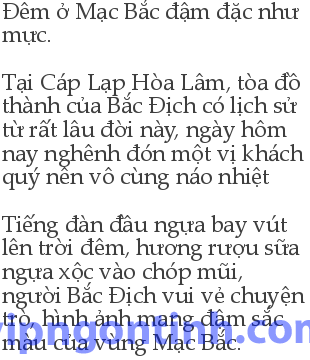 Đêm ở Mạc Bắc đậm đặc như
mực.
Tại Cáp Lạp Hòa Lâm, tòa đô
thành của Bắc Địch có lịch sử
từ rất lâu đời này, ngày hôm
nay nghênh đón một vị khách
quý nên vô cùng náo nhiệt
Tiếng đàn đầu ngựa bay vút
lên trời đêm, hương rượu sữa
ngựa xộc vào chóp mũi,
người Bắc Địch vui vẻ chuyện
trò, hình ảnh mang đậm sắc
màu của vùng Mạc Bắc.
vipngontinh.com